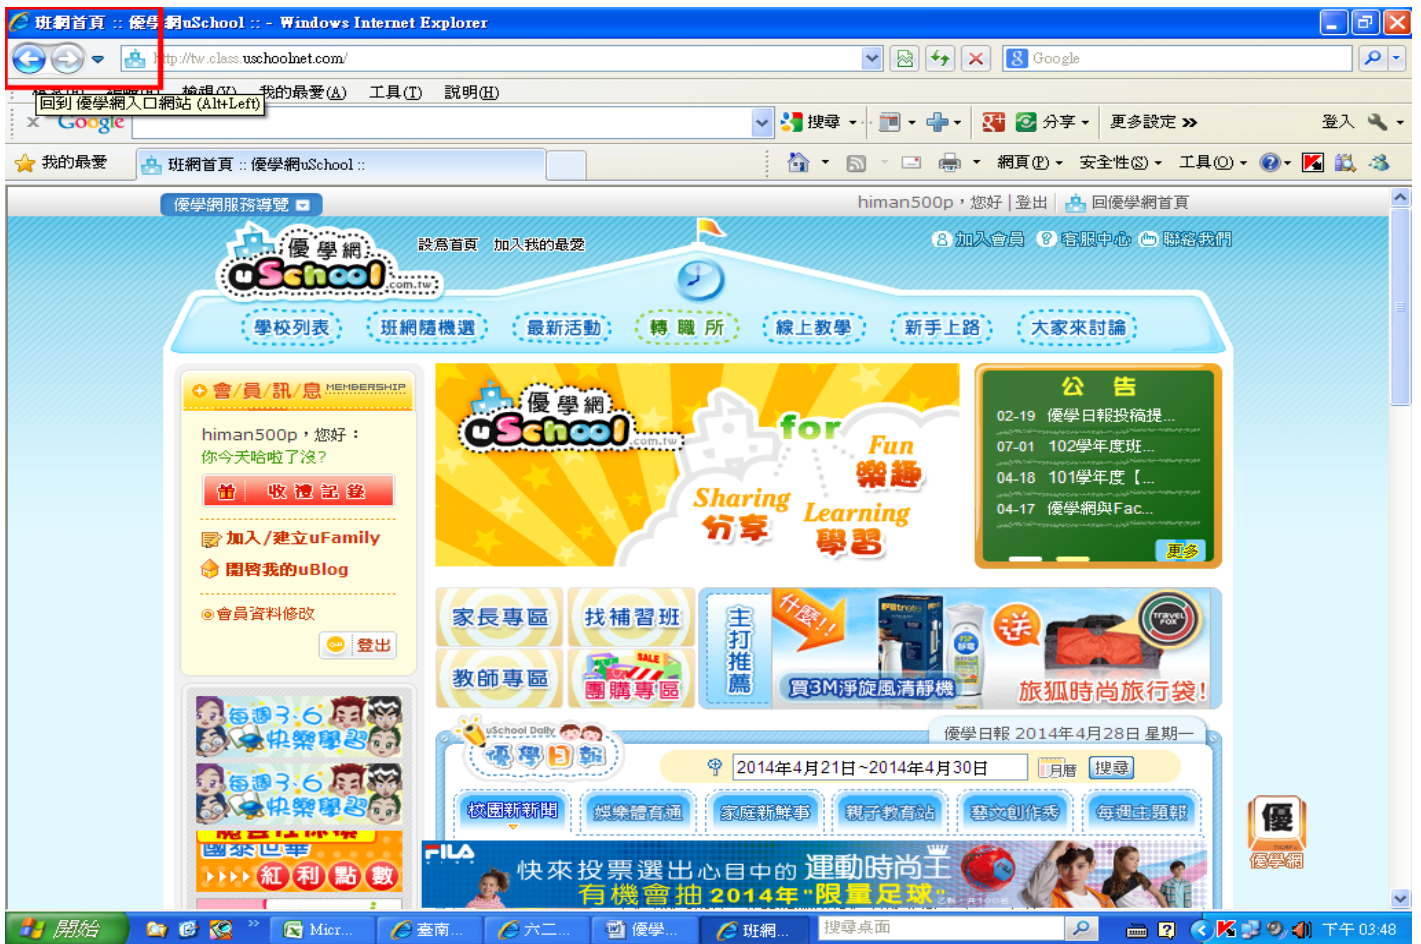 班網首頁 :: 優學網uSchool :: - Windows Internet Explorer
http://tw.class.uschoolnet.com/
Google
我的最愛(A) 工具(T) 說明(H)
回到 優學網入口網站 (Alt+Left)
x Google
搜尋
分享
更多設定 >>
登入
我的最愛
班網首頁 :: 優學網uSchool ::
網頁(P) 安全性(S) 工具(O)
優學網服務導覽
himan500p，您好 | 登出 | 回優學網首頁
優學網 uSchool .com.tw
設為首頁 加入我的最愛
加入會員 客服中心 聯絡我們
學校列表 班網隨機選 最新活動 轉職所 線上教學 新手上路 大家來討論
會/員/訊/息 MEMBERSHIP
himan500p，您好：
你今天哈啦了沒?
收禮記錄
加入/建立uFamily
開啓我的uBlog
會員資料修改
登出
優學網 uSchool .com.tw
for
Fun
樂趣
Sharing
分享
Learning
學習
公告
02-19 優學日報投稿提...
07-01 102學年度班...
04-18 101學年度【...
04-17 優學網與Fac...
更多
家長專區 找補習班
教師專區 SALE 團購專區
主打推薦
什麼!!
Filtrete
買3M淨旋風清靜機
送
TRAVEL FOX
旅狐時尚旅行袋!
每週3、6
快樂學習
每週3、6
快樂學習
國泰世華
紅利點數
uSchool Daily
優學日報
優學日報 2014年4月28日 星期一
2014年4月21日~2014年4月30日
月曆 搜尋
校園新新聞 娛樂體育通 家庭新鮮事 親子教育站 藝文創作秀 每週主題報
FILA
快來投票選出心目中的運動時尚王
有機會抽2014年"限量足球"
優
優學網
開始
Micr...
臺南...
六二...
優學...
班網...
搜尋桌面
下午 03:48